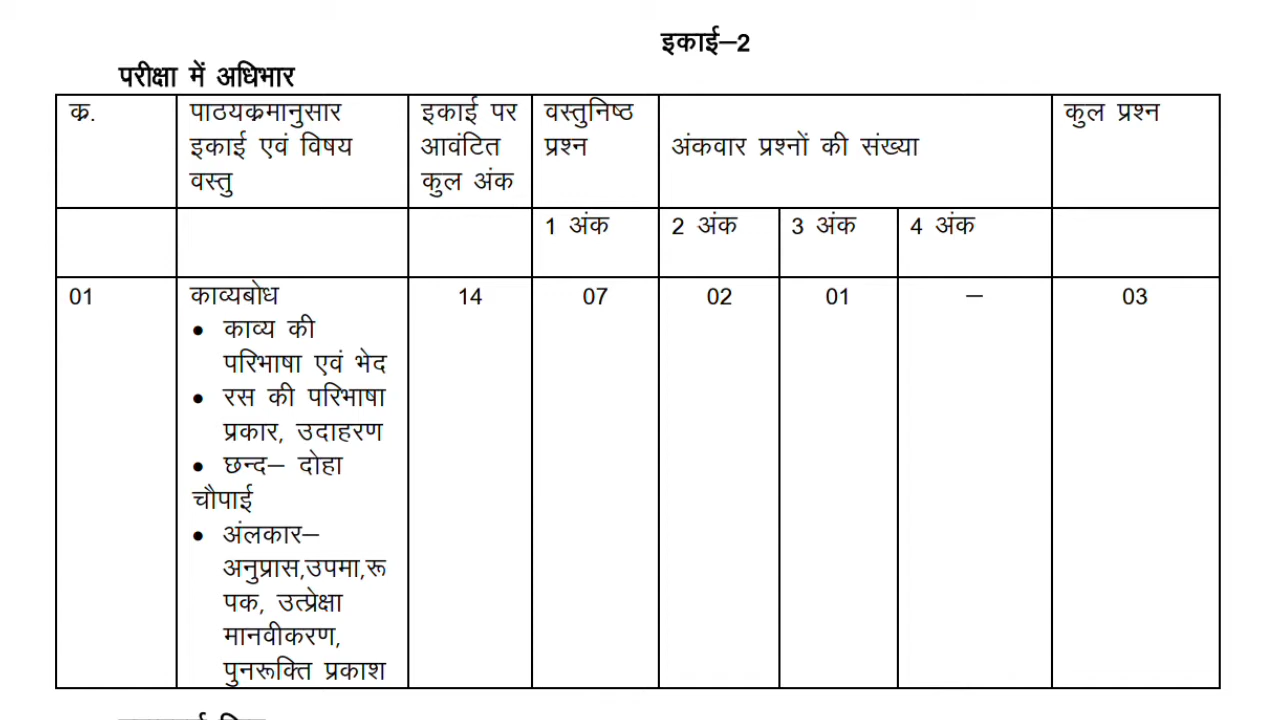 इकाई–2
परीक्षा में अधिभार
क्र. पाठयक्रमानुसार इकाई एवं विषय वस्तु इकाई पर आवंटित कुल अंक वस्तुनिष्ठ प्रश्न अंकवार प्रश्नों की संख्या कुल प्रश्न
1 अंक 2 अंक 3 अंक 4 अंक
01 काव्यबोध 14 07 02 01 – 03
• काव्य की
परिभाषा एवं भेद
• रस की परिभाषा
प्रकार, उदाहरण
• छन्द– दोहा
चौपाई
• अंलकार–
अनुप्रास,उपमा,रू
पक, उत्प्रेक्षा
मानवीकरण,
पुनरूक्ति प्रकाश